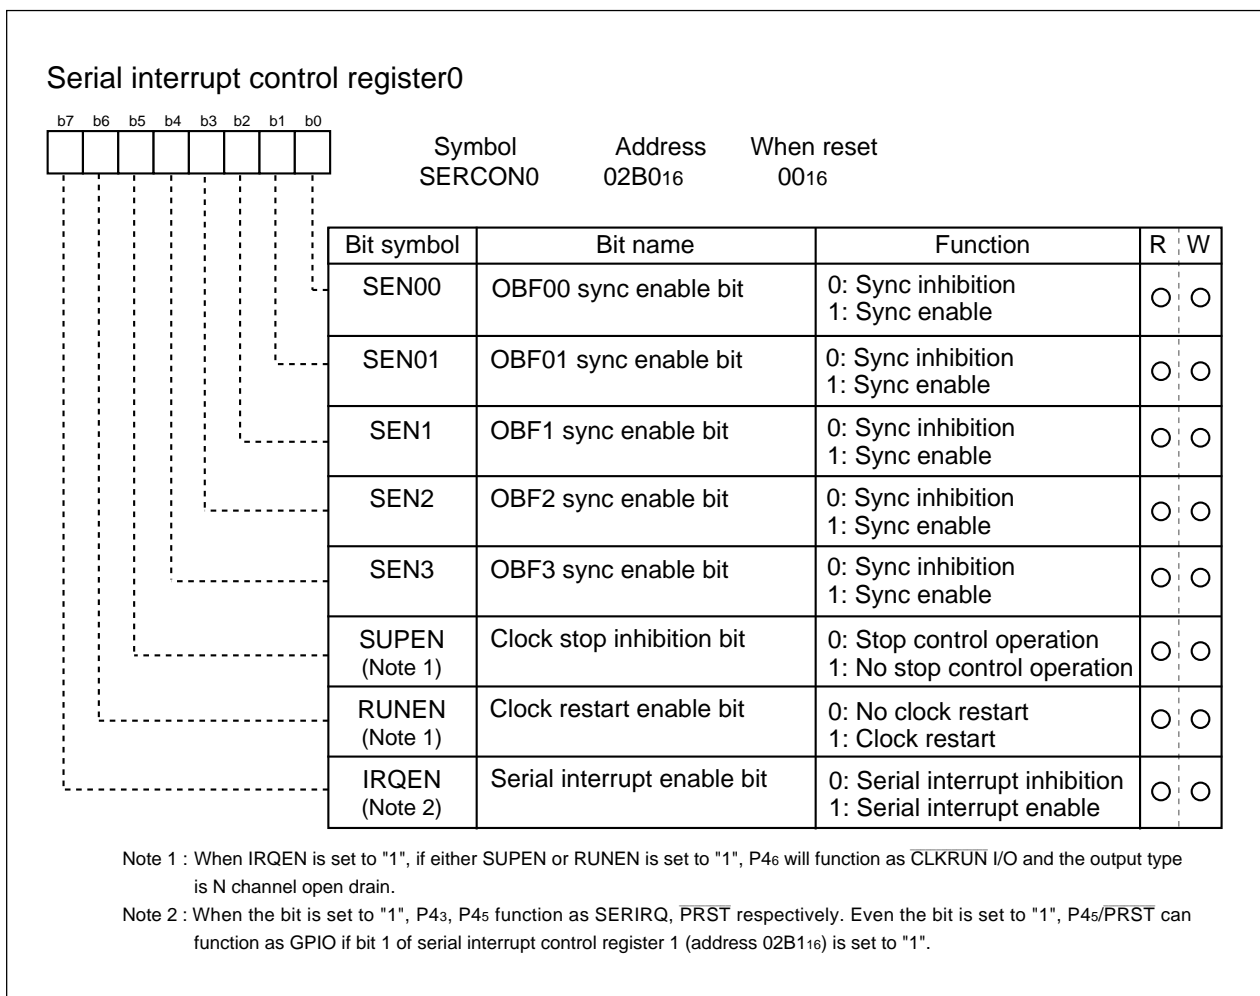 Serial interrupt control register0
b7 b6 b5 b4 b3 b2 b1 b0
Symbol Address When reset
SERCON0 02B016 0016
Bit symbol Bit name Function R W
SEN00 OBF00 sync enable bit 0: Sync inhibition
1: Sync enable
SEN01 OBF01 sync enable bit 0: Sync inhibition
1: Sync enable
SEN1 OBF1 sync enable bit 0: Sync inhibition
1: Sync enable
SEN2 OBF2 sync enable bit 0: Sync inhibition
1: Sync enable
SEN3 OBF3 sync enable bit 0: Sync inhibition
1: Sync enable
SUPEN Clock stop inhibition bit 0: Stop control operation
(Note 1) 1: No stop control operation
RUNEN Clock restart enable bit 0: No clock restart
(Note 1) 1: Clock restart
IRQEN Serial interrupt enable bit 0: Serial interrupt inhibition
(Note 2) 1: Serial interrupt enable
Note 1 : When IRQEN is set to "1", if either SUPEN or RUNEN is set to "1", P46 will function as CLKRUN I/O and the output type
is N channel open drain.
Note 2 : When the bit is set to "1", P43, P45 function as SERIRQ, PRST respectively. Even the bit is set to "1", P45/PRST can
function as GPIO if bit 1 of serial interrupt control register 1 (address 02B116) is set to "1".